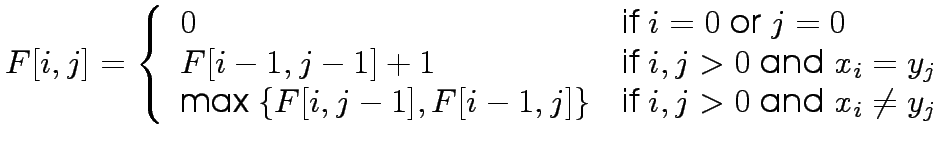 F[i, j] = { 0 if i = 0 or j = 0
F[i − 1, j − 1] + 1 if i, j > 0 and x_i = y_j
max {F[i, j − 1], F[i − 1, j]} if i, j > 0 and x_i ≠ y_j